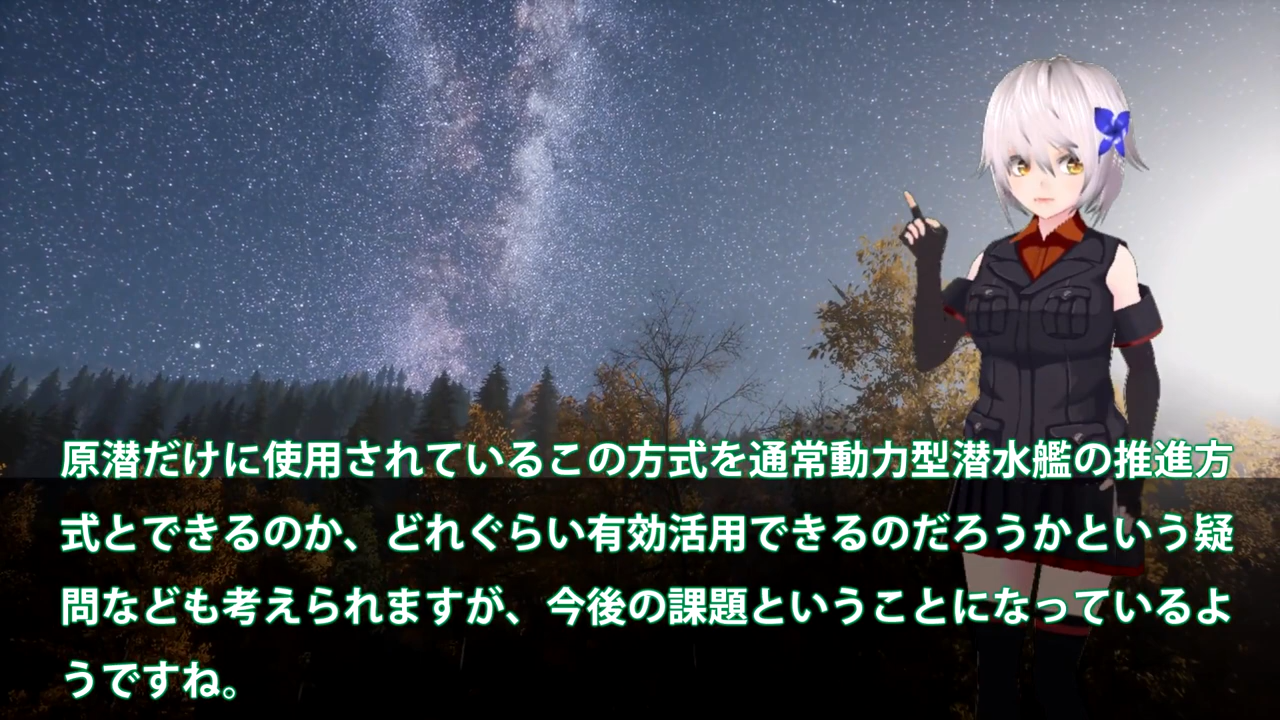 原潜だけに使用されているこの方式を通常動力型潜水艦の推進方
式とできるのか、どれぐらい有効活用できるのだろうかという疑
問なども考えられますが、今後の課題ということになっているよ
うですね。